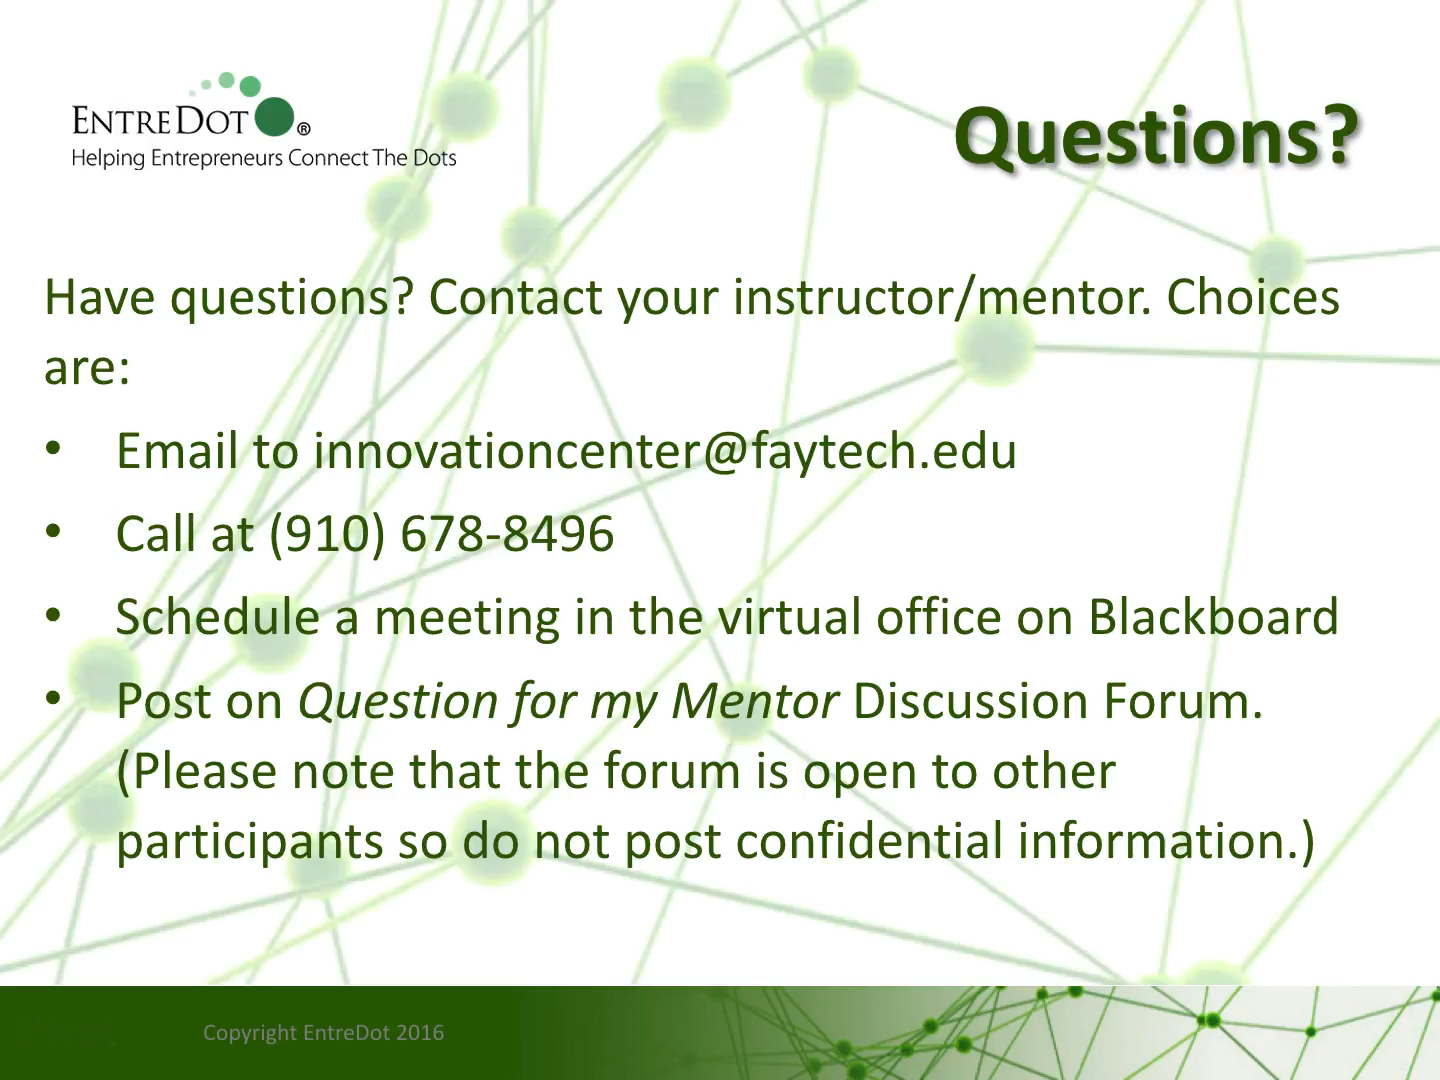 ENTREDOT®
Helping Entrepreneurs Connect The Dots
Questions?
Have questions? Contact your instructor/mentor. Choices
are:
• Email to innovationcenter@faytech.edu
• Call at (910) 678-8496
• Schedule a meeting in the virtual office on Blackboard
• Post on Question for my Mentor Discussion Forum.
(Please note that the forum is open to other
participants so do not post confidential information.)
Copyright EntreDot 2016